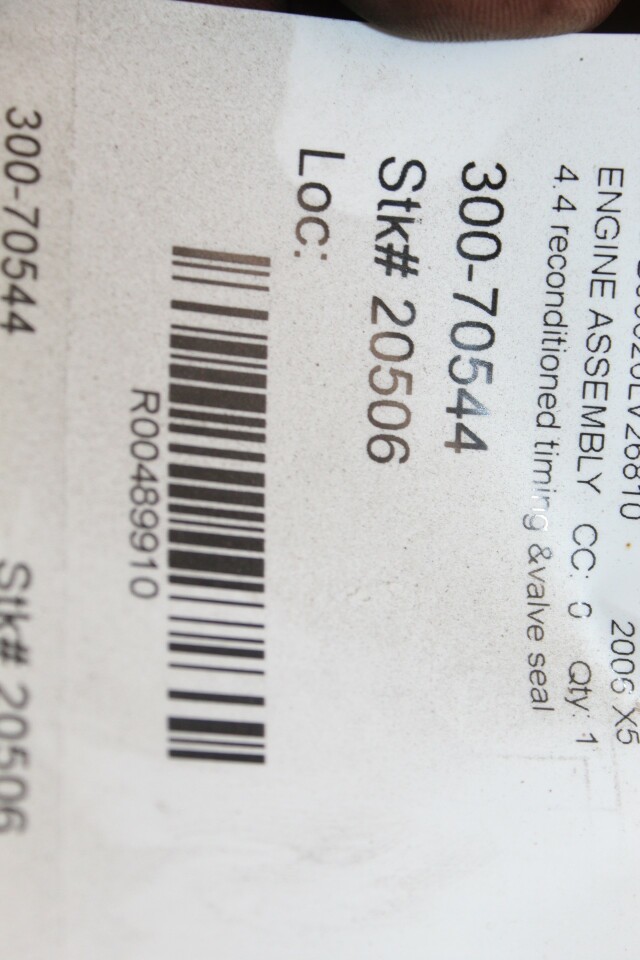 2006 X5
ENGINE ASSEMBLY CC: 0 Qty: 1
4.4 reconditioned timing &valve seal
300-70544
Stk# 20506
Loc:
R00489910
300-70544 Stk# 20506